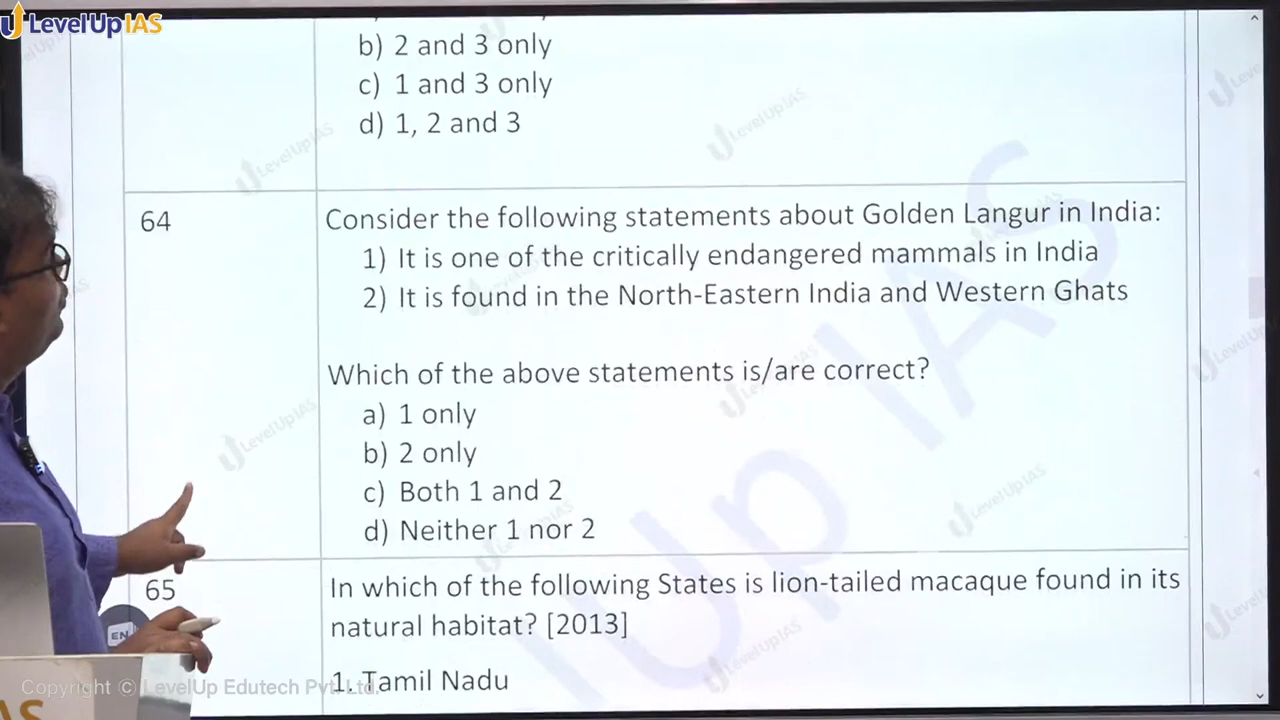 LevelUp IAS
b) 2 and 3 only
c) 1 and 3 only
d) 1, 2 and 3
64
Consider the following statements about Golden Langur in India:
1) It is one of the critically endangered mammals in India
2) It is found in the North-Eastern India and Western Ghats
Which of the above statements is/are correct?
a) 1 only
b) 2 only
c) Both 1 and 2
d) Neither 1 nor 2
65
In which of the following States is lion-tailed macaque found in its
natural habitat? [2013]
1. Tamil Nadu
EN
Copyright © LevelUp Edutech Pvt. Ltd.